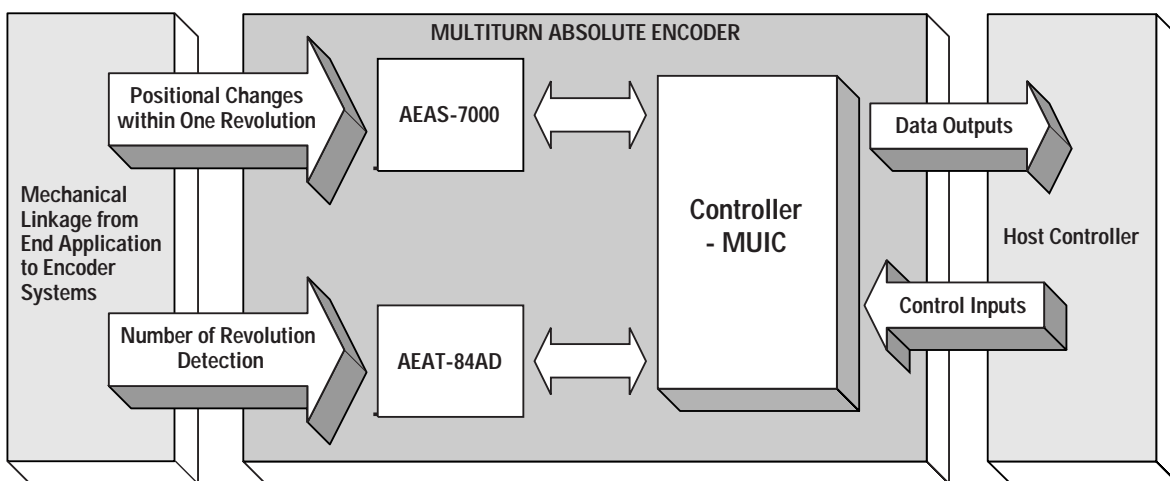 MULTITURN ABSOLUTE ENCODER
Positional Changes
within One Revolution
AEAS-7000
Data Outputs
Mechanical
Linkage from
End Application
to Encoder
Systems
Controller
- MUIC
Host Controller
Number of Revolution
Detection
AEAT-84AD
Control Inputs